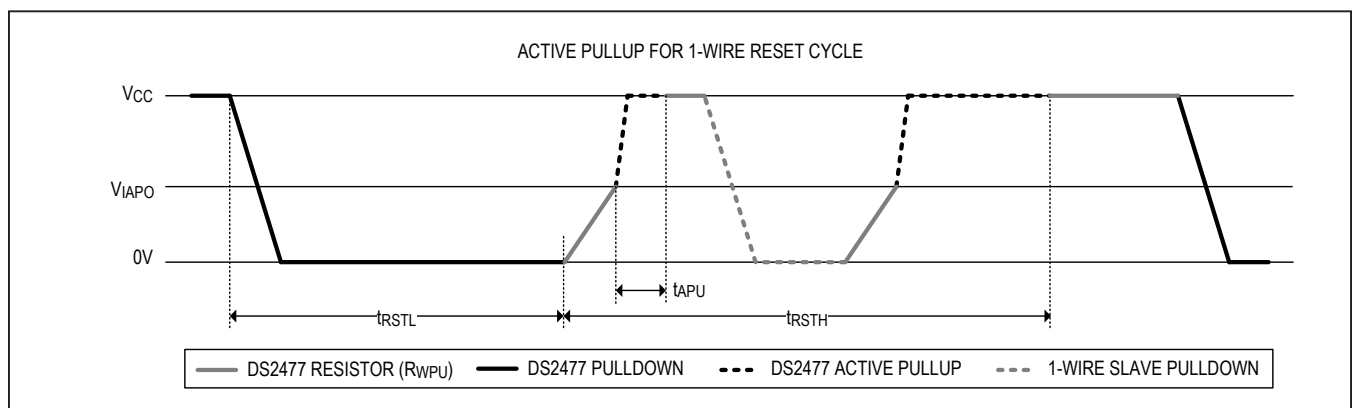 ACTIVE PULLUP FOR 1-WIRE RESET CYCLE
VCC
VIAPO
0V
tAPU
tRSTL
tRSTH
DS2477 RESISTOR (RWPU)
DS2477 PULLDOWN
DS2477 ACTIVE PULLUP
1-WIRE SLAVE PULLDOWN